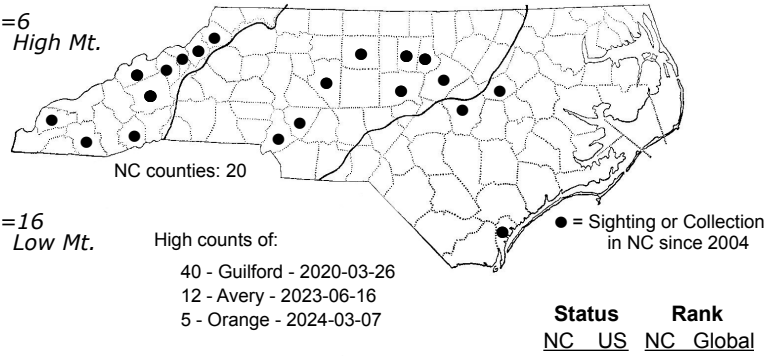 =6
High Mt.
NC counties: 20
=16
Low Mt.
High counts of:
40 - Guilford - 2020-03-26
12 - Avery - 2023-06-16
5 - Orange - 2024-03-07
● = Sighting or Collection
in NC since 2004
Status Rank
NC US NC Global